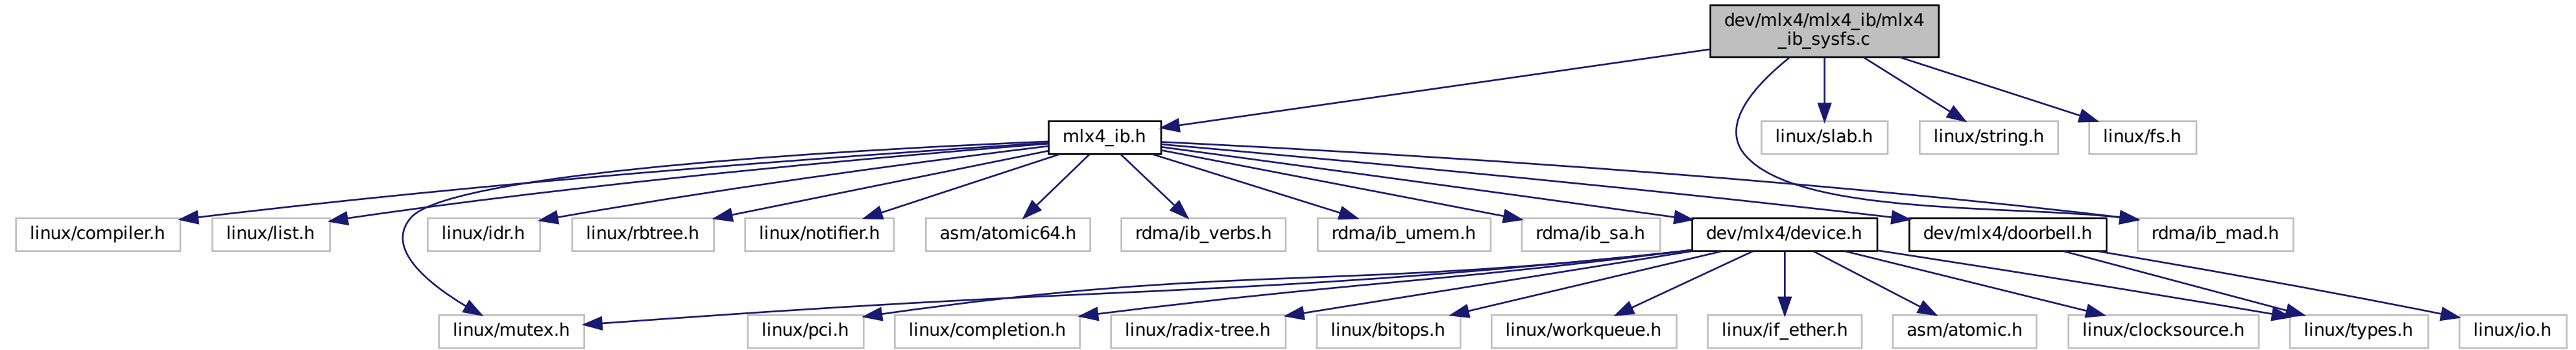 dev/mlx4/mlx4_ib/mlx4
_ib_sysfs.c
mlx4_ib.h
linux/slab.h
linux/string.h
linux/fs.h
linux/compiler.h
linux/list.h
linux/idr.h
linux/rbtree.h
linux/notifier.h
asm/atomic64.h
rdma/ib_verbs.h
rdma/ib_umem.h
rdma/ib_sa.h
dev/mlx4/device.h
dev/mlx4/doorbell.h
rdma/ib_mad.h
linux/mutex.h
linux/pci.h
linux/completion.h
linux/radix-tree.h
linux/bitops.h
linux/workqueue.h
linux/if_ether.h
asm/atomic.h
linux/clocksource.h
linux/types.h
linux/io.h